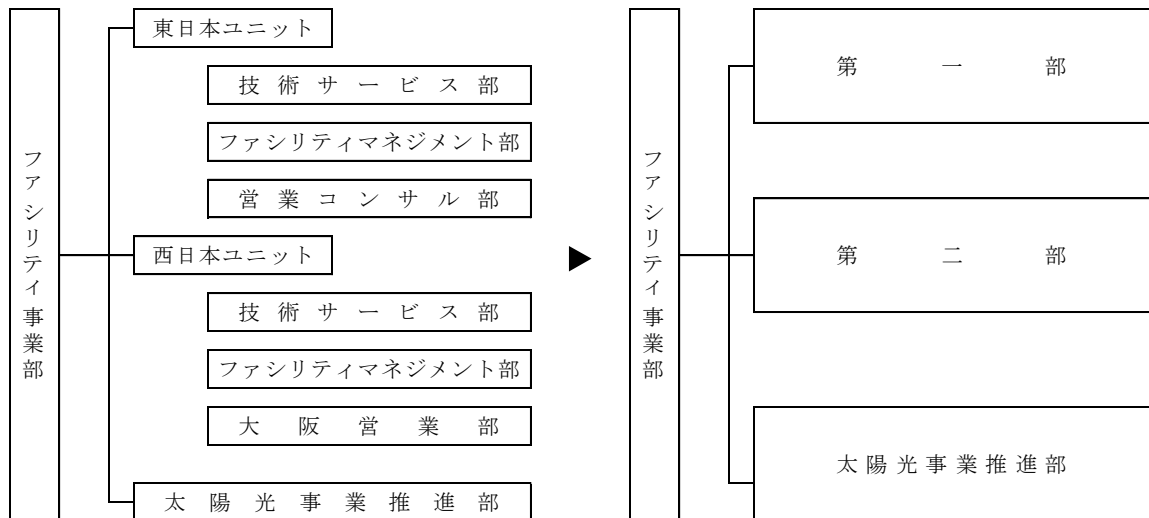 ファシリテイ事業部
東日本ユニット
技術サービス部
ファシリティマネジメント部
営業コンサル部
西日本ユニット
技術サービス部
ファシリティマネジメント部
大阪営業部
太陽光事業推進部
▶
ファシリテイ事業部
第一部
第二部
太陽光事業推進部